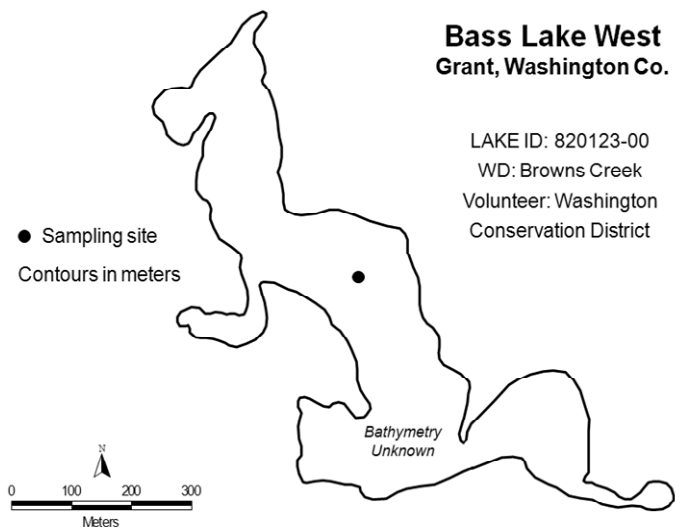 Bass Lake West
Grant, Washington Co.
LAKE ID: 820123-00
WD: Browns Creek
Volunteer: Washington
Conservation District
Sampling site
Contours in meters
Bathymetry
Unknown
N
0 100 200 300
Meters